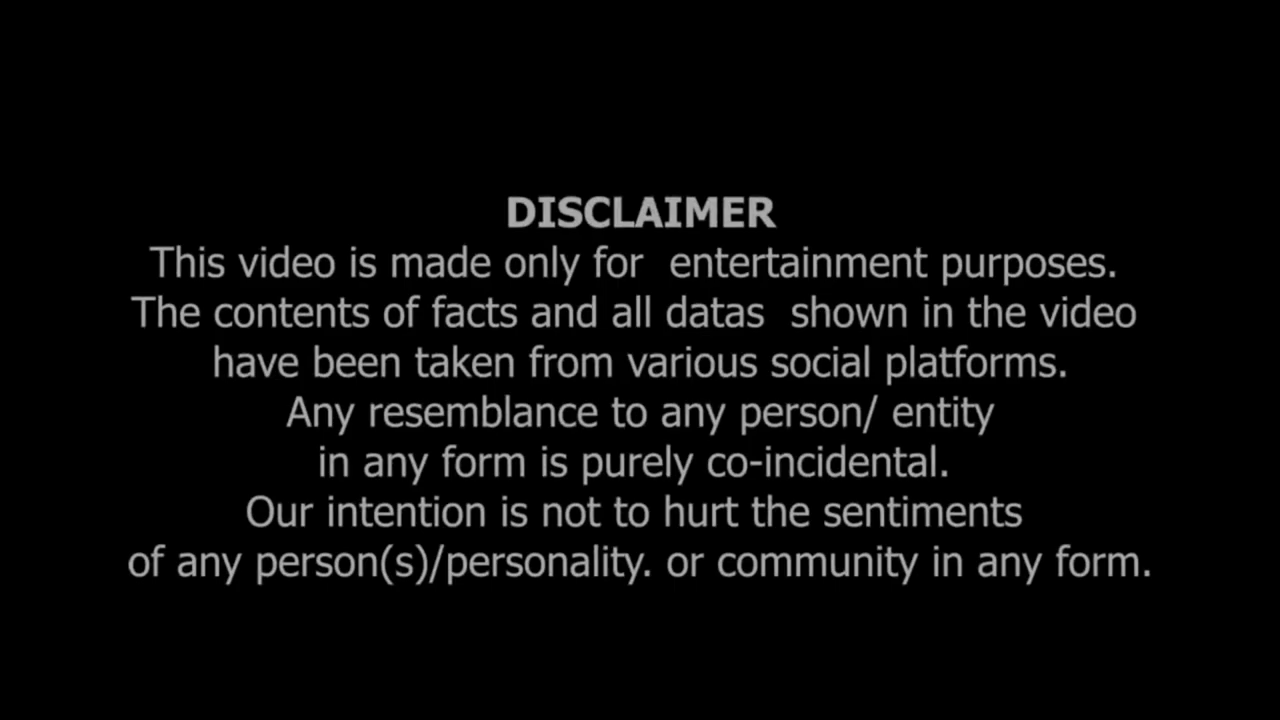 DISCLAIMER
This video is made only for  entertainment purposes.
The contents of facts and all datas  shown in the video
have been taken from various social platforms.
Any resemblance to any person/ entity
in any form is purely co-incidental.
Our intention is not to hurt the sentiments
of any person(s)/personality. or community in any form.